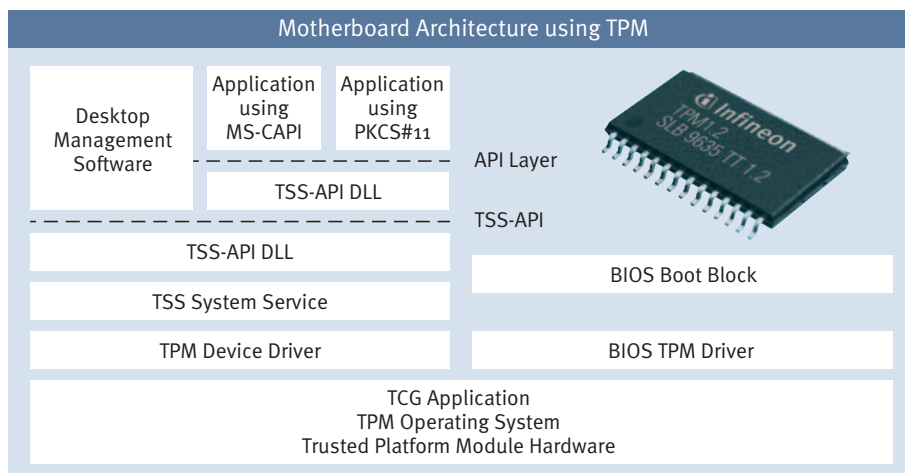 Motherboard Architecture using TPM
Desktop
Management
Software
Application
using
MS-CAPI
Application
using
PKCS#11
TSS-API DLL
API Layer
TSS-API
TSS-API DLL
TSS System Service
TPM Device Driver
Infineon
TPM1.2
SLB 9635 TT 1.2
BIOS Boot Block
BIOS TPM Driver
TCG Application
TPM Operating System
Trusted Platform Module Hardware